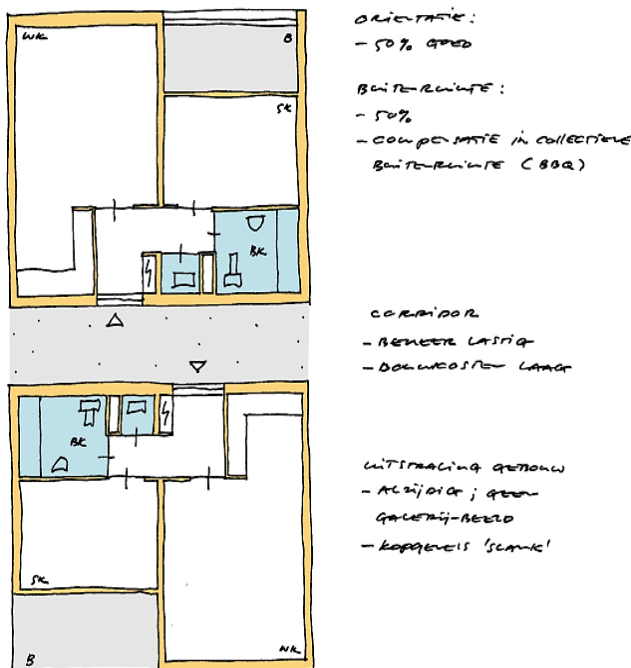 WK
B
SK
BK
BK
SK
B
WK
ORIENTATIE:
- 50% GOED
BUITENRUIMTE:
- 50%
- COMPENSATIE IN COLLECTIEVE
BUITENRUIMTE (BBQ)
CORRIDOR
- BEHEER LASTIG
- BOUWKOSTEN LAAG
UITSTRALING GEBOUW
- ALZIJDIG; GEEN
GALERIJ-BEELD
- KOPGEVELS 'SLANK'